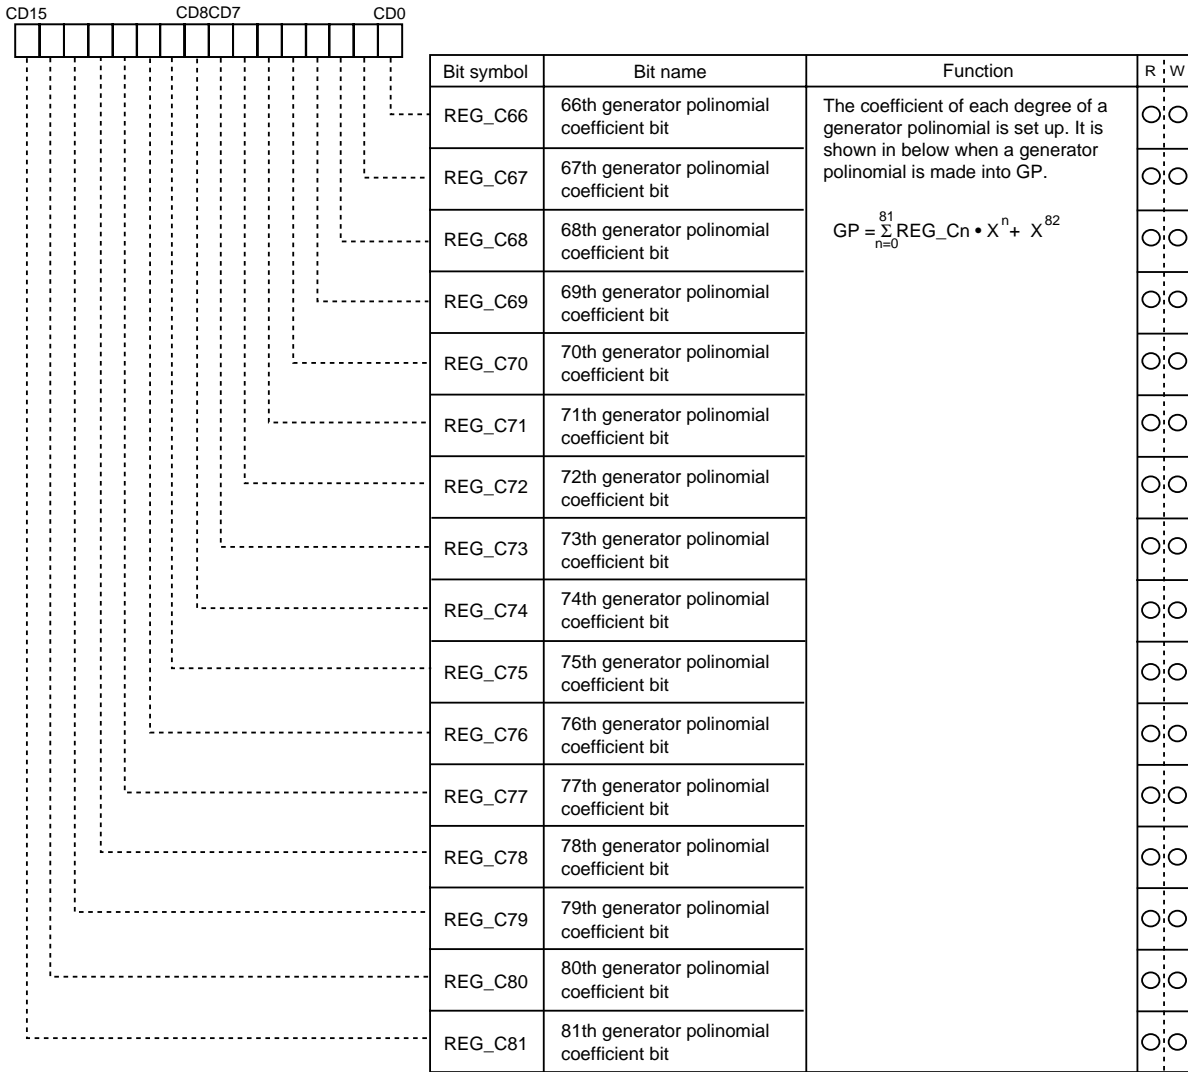 CD15 CD8CD7 CD0
Bit symbol Bit name Function R W
REG_C66 66th generator polinomial
coefficient bit
The coefficient of each degree of a
generator polinomial is set up. It is
shown in below when a generator
polinomial is made into GP.
81
GP = Σ REG_Cn • X^n + X^82
n=0
REG_C67 67th generator polinomial
coefficient bit
REG_C68 68th generator polinomial
coefficient bit
REG_C69 69th generator polinomial
coefficient bit
REG_C70 70th generator polinomial
coefficient bit
REG_C71 71th generator polinomial
coefficient bit
REG_C72 72th generator polinomial
coefficient bit
REG_C73 73th generator polinomial
coefficient bit
REG_C74 74th generator polinomial
coefficient bit
REG_C75 75th generator polinomial
coefficient bit
REG_C76 76th generator polinomial
coefficient bit
REG_C77 77th generator polinomial
coefficient bit
REG_C78 78th generator polinomial
coefficient bit
REG_C79 79th generator polinomial
coefficient bit
REG_C80 80th generator polinomial
coefficient bit
REG_C81 81th generator polinomial
coefficient bit